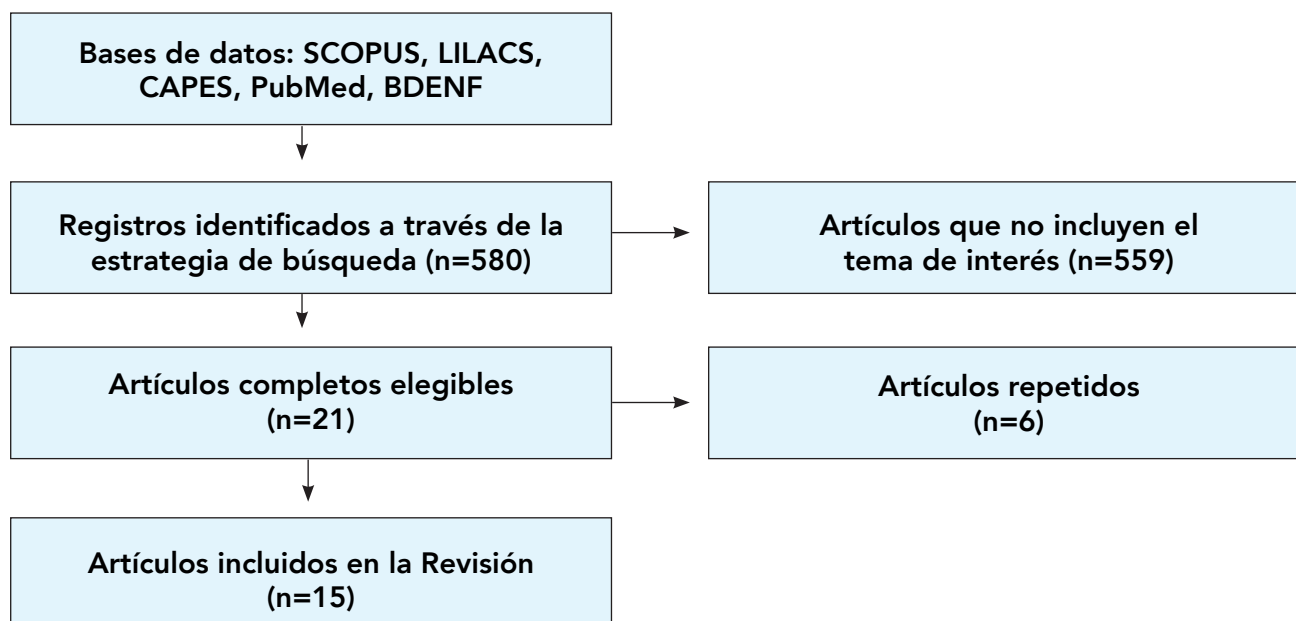 Bases de datos: SCOPUS, LILACS,
CAPES, PubMed, BDENF
Registros identificados a través de la
estrategia de búsqueda (n=580)
Artículos que no incluyen el
tema de interés (n=559)
Artículos completos elegibles
(n=21)
Artículos repetidos
(n=6)
Artículos incluidos en la Revisión
(n=15)